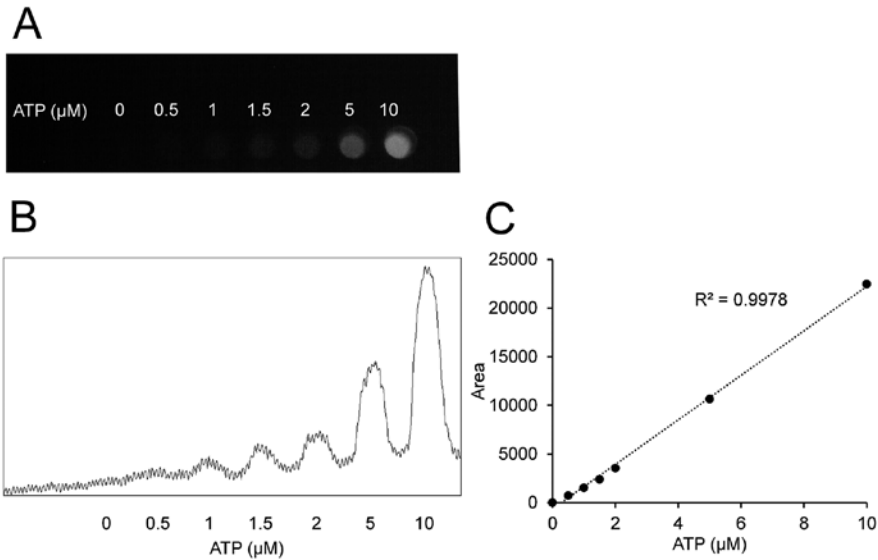 A
ATP (µM) 0 0.5 1 1.5 2 5 10
B
0 0.5 1 1.5 2 5 10
ATP (µM)
C
25000
20000
15000
10000
5000
0
Area
R² = 0.9978
0 2 4 6 8 10
ATP (µM)